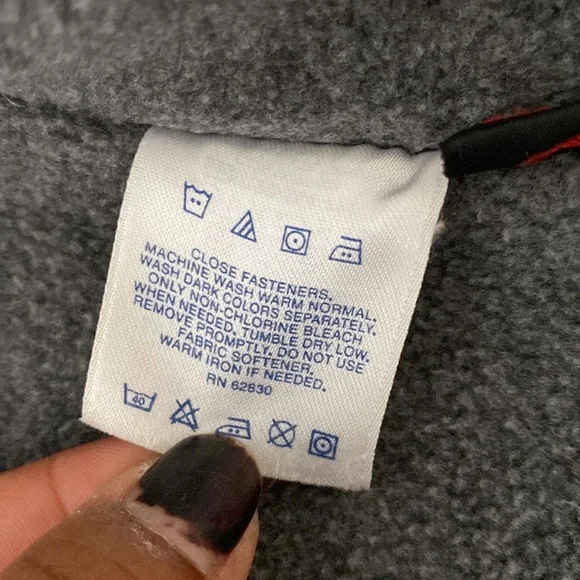 CLOSE FASTENERS.
MACHINE WASH WARM NORMAL.
WASH DARK COLORS SEPARATELY.
ONLY NON-CHLORINE BLEACH
WHEN NEEDED. TUMBLE DRY LOW.
REMOVE PROMPTLY. DO NOT USE
FABRIC SOFTENER.
WARM IRON IF NEEDED.
RN 62830
40